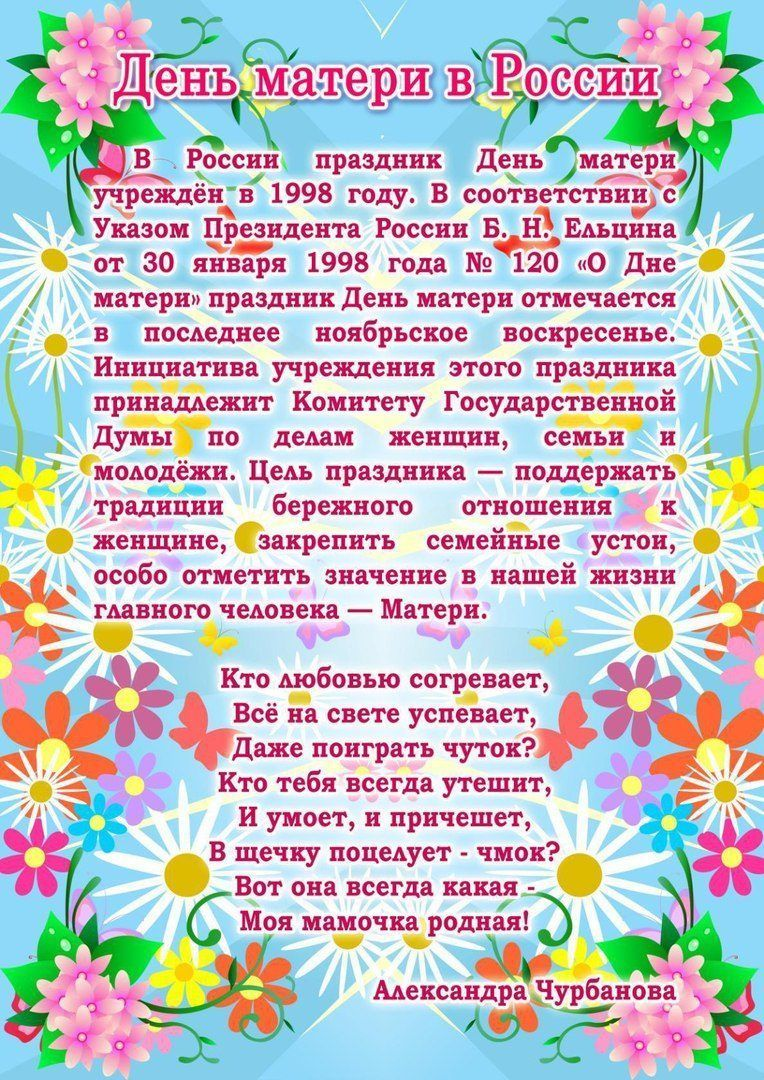 День матери в России
В России праздник День матери
учреждён в 1998 году. В соответствии с
Указом Президента России Б. Н. Ельцина
от 30 января 1998 года № 120 «О Дне
матери» праздник День матери отмечается
в последнее ноябрьское воскресенье.
Инициатива учреждения этого праздника
принадлежит Комитету Государственной
Думы по делам женщин, семьи и
молодёжи. Цель праздника — поддержать
традиции бережного отношения к
женщине, закрепить семейные устои,
особо отметить значение в нашей жизни
главного человека — Матери.
Кто любовью согревает,
Всё на свете успевает,
Даже поиграть чуток?
Кто тебя всегда утешит,
И умоет, и причешет,
В щечку поцелует - чмок?
Вот она всегда какая -
Моя мамочка родная!
Александра Чурбанова